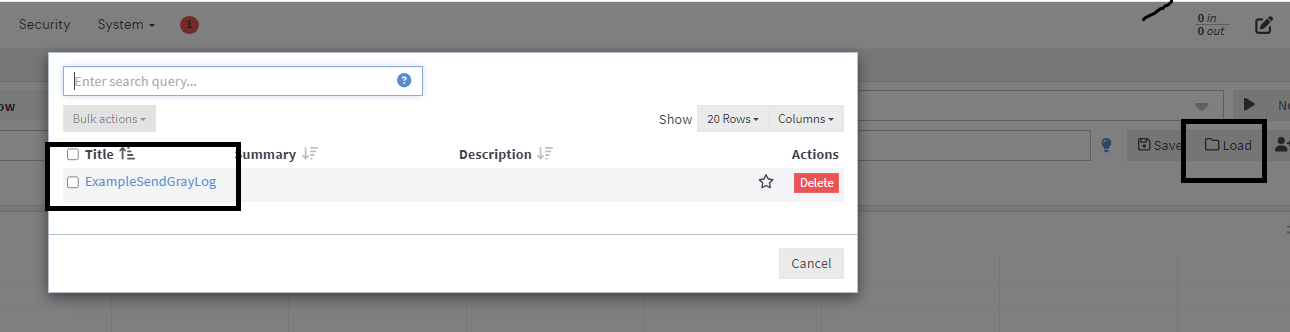 Security System 1 0 in
0 out
Enter search query... ?
ow No
Bulk actions Show 20 Rows Columns
Save Load
Title Summary Description Actions
ExampleSendGrayLog Delete
Cancel